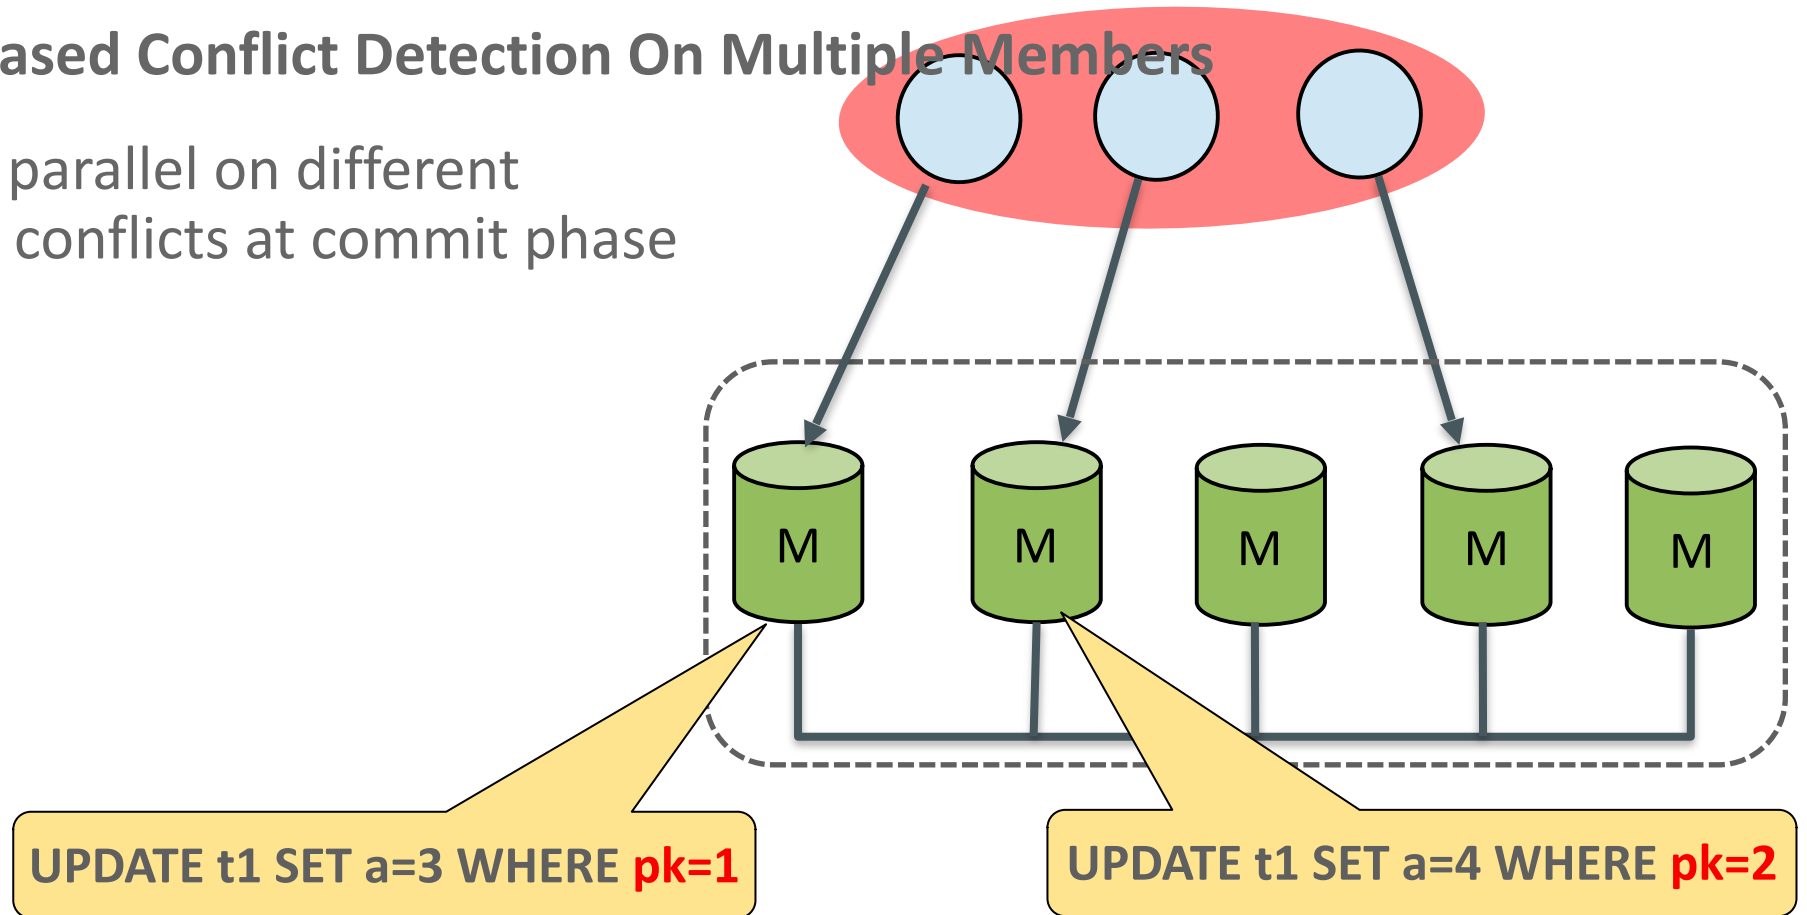 ased Conflict Detection On Multiple Members
parallel on different
conflicts at commit phase
M M M M M
UPDATE t1 SET a=3 WHERE pk=1
UPDATE t1 SET a=4 WHERE pk=2